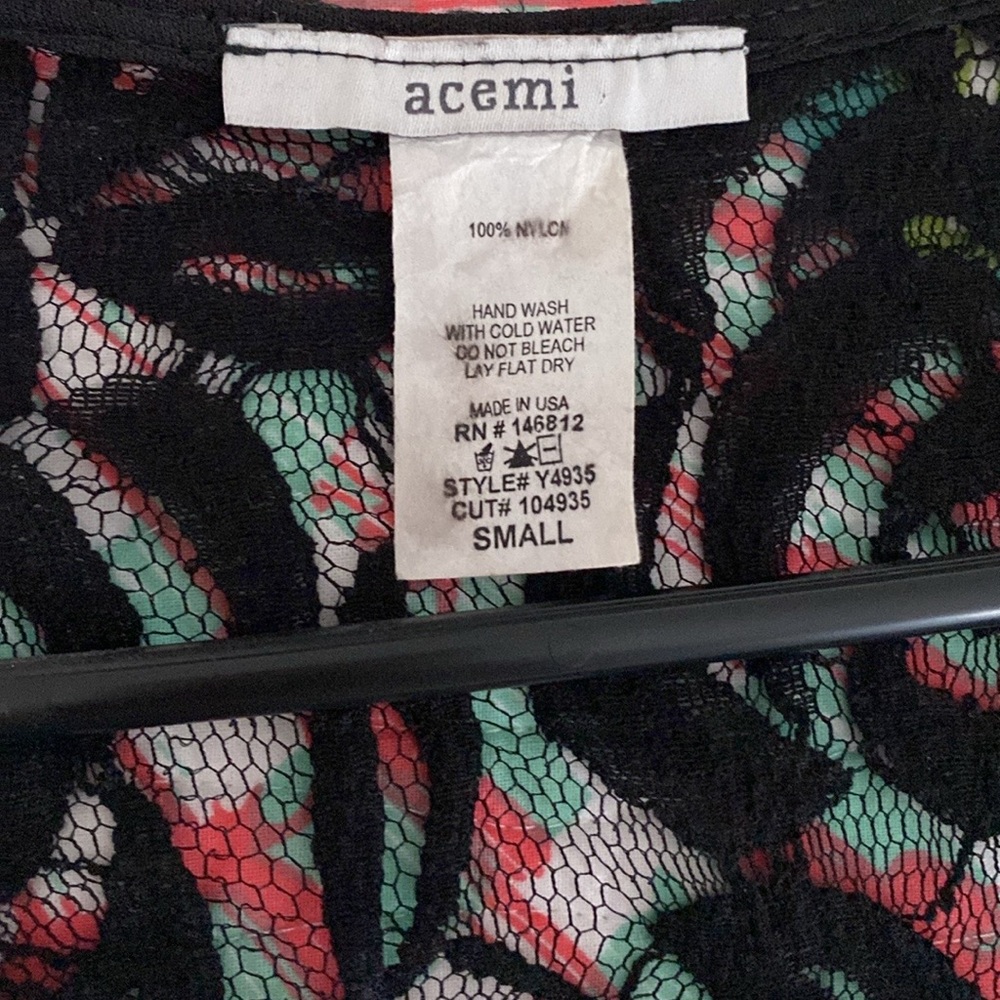 acemi
100% NYLON
HAND WASH
WITH COLD WATER
DO NOT BLEACH
LAY FLAT DRY
MADE IN USA
RN # 146812
STYLE# Y4935
CUT# 104935
SMALL